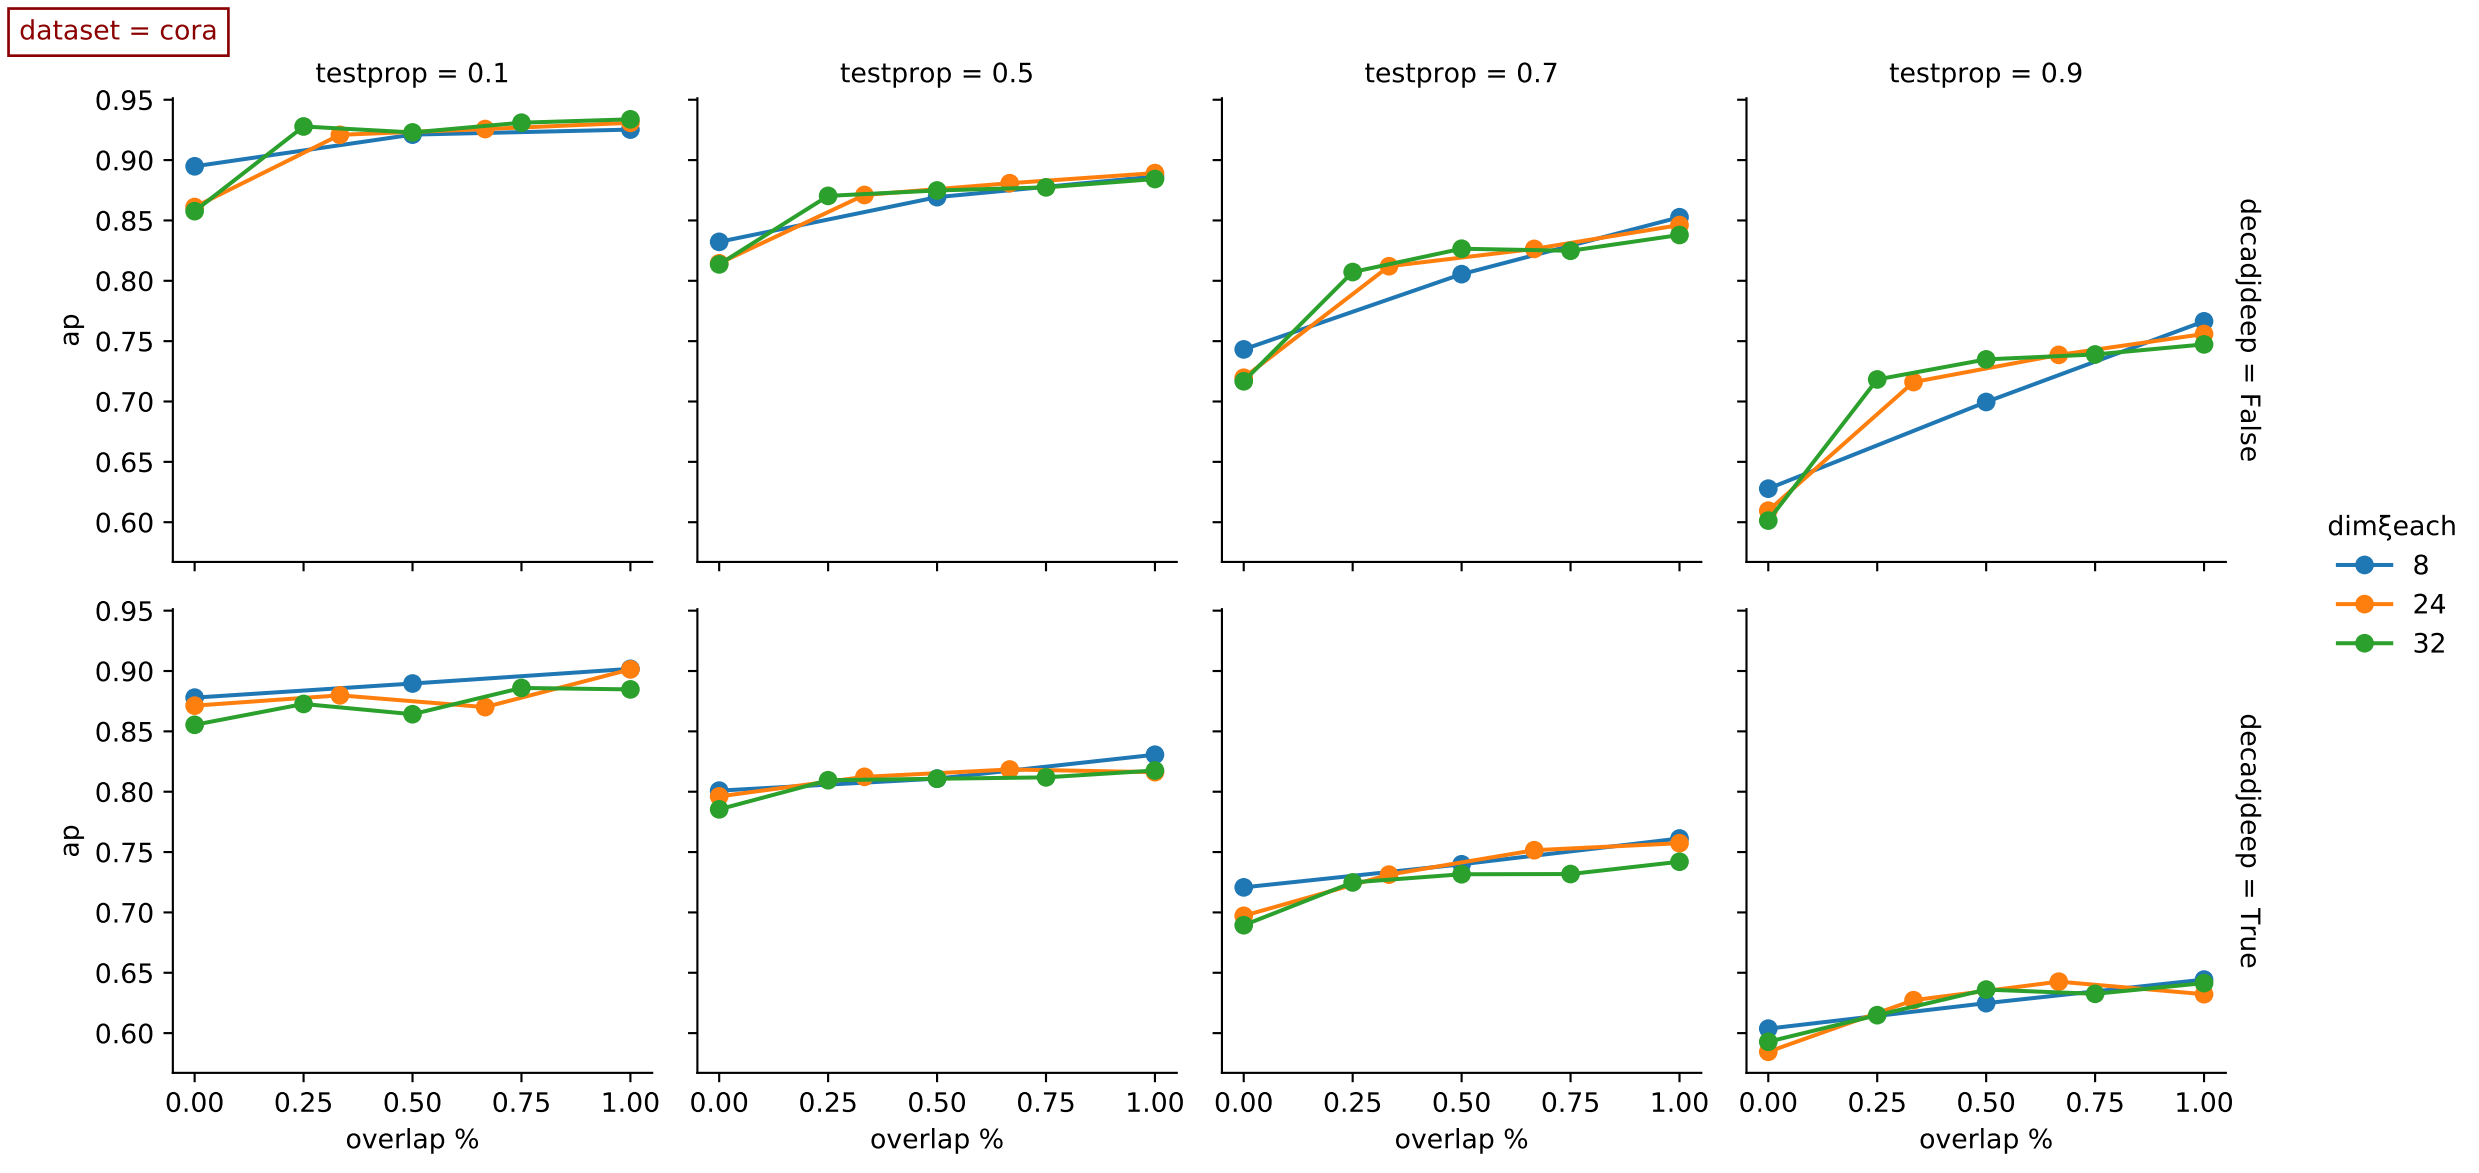 dataset = cora
testprop = 0.1
testprop = 0.5
testprop = 0.7
testprop = 0.9
0.95
0.90
0.85
0.80
0.75
0.70
0.65
0.60
ap
decadjdeep = False
dimξeach
8
24
32
0.95
0.90
0.85
0.80
0.75
0.70
0.65
0.60
ap
decadjdeep = True
0.00 0.25 0.50 0.75 1.00
0.00 0.25 0.50 0.75 1.00
0.00 0.25 0.50 0.75 1.00
0.00 0.25 0.50 0.75 1.00
overlap %
overlap %
overlap %
overlap %